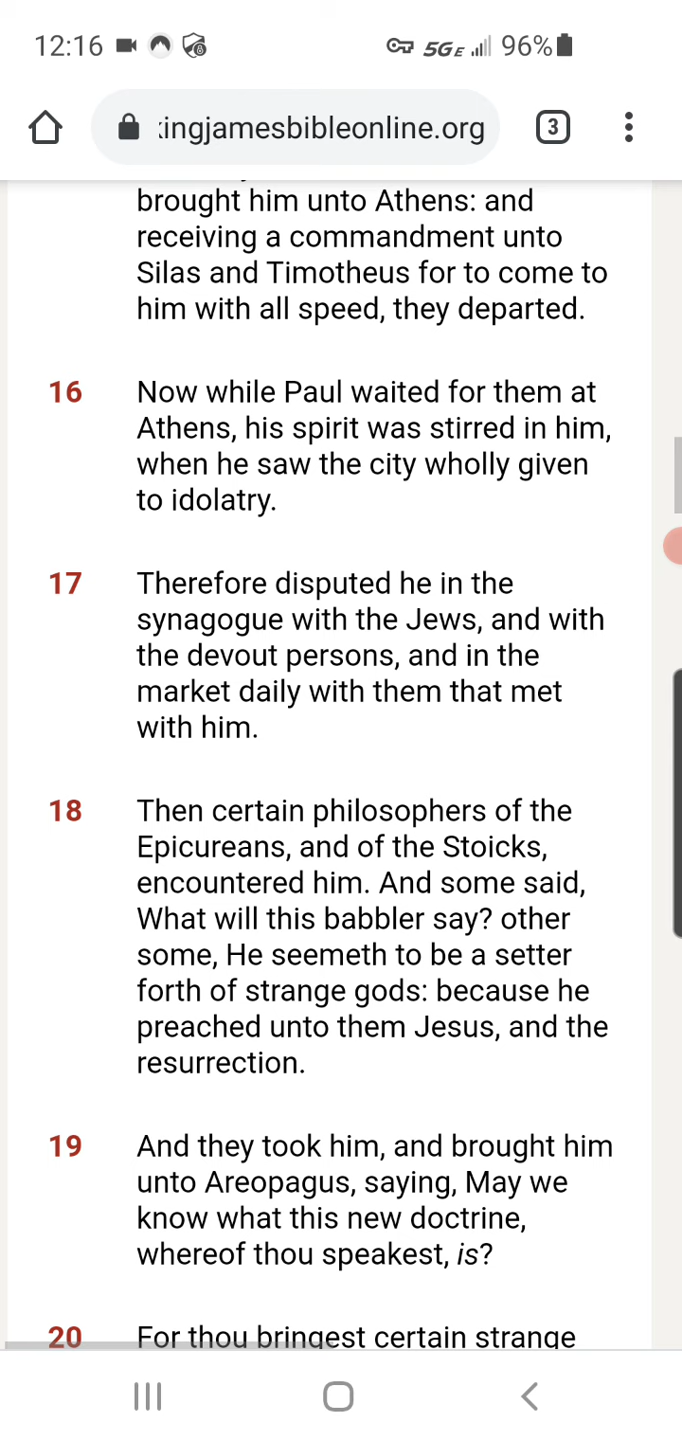 12:16
5GE
96%
:ingjamesbibleonline.org
3
brought him unto Athens: and
receiving a commandment unto
Silas and Timotheus for to come to
him with all speed, they departed.
16 Now while Paul waited for them at
Athens, his spirit was stirred in him,
when he saw the city wholly given
to idolatry.
17 Therefore disputed he in the
synagogue with the Jews, and with
the devout persons, and in the
market daily with them that met
with him.
18 Then certain philosophers of the
Epicureans, and of the Stoicks,
encountered him. And some said,
What will this babbler say? other
some, He seemeth to be a setter
forth of strange gods: because he
preached unto them Jesus, and the
resurrection.
19 And they took him, and brought him
unto Areopagus, saying, May we
know what this new doctrine,
whereof thou speakest, is?
20 For thou bringest certain strange